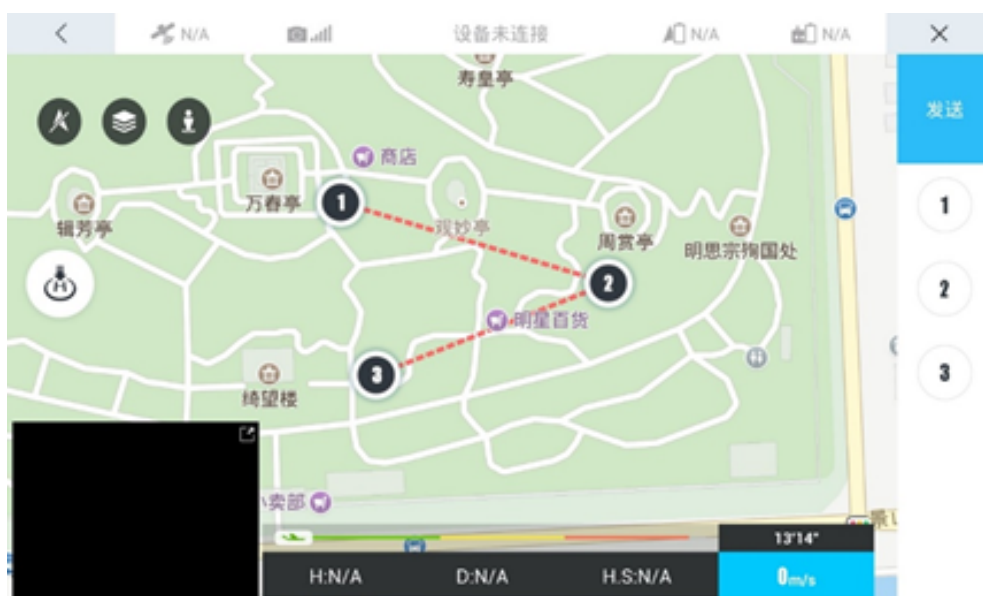 N/A
设备未连接
N/A
N/A
寿皇亭
发送
商店
1
万春亭
1
辑芳亭
观妙亭
周赏亭
明思宗殉国处
2
2
H
明星百货
3
3
绮望楼
卖部
13'14"
H:N/A
D:N/A
H.S:N/A
0m/s